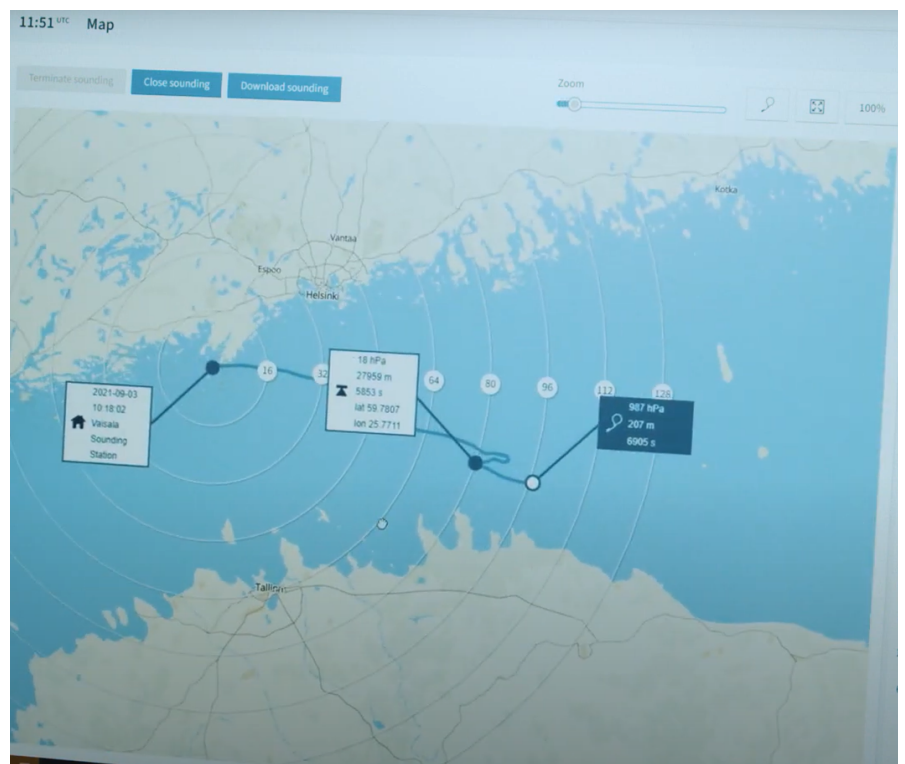 11:51 UTC Map
Terminate sounding Close sounding Download sounding
Zoom
100%
Kotka
Vantaa
Espoo
Helsinki
16 32 64 80 96 112 128
2021-09-03
10:18:02
Vaisala
Sounding
Station
18 hPa
27959 m
5853 s
lat 59.7807
lon 25.7711
987 hPa
207 m
6905 s
Tallinn